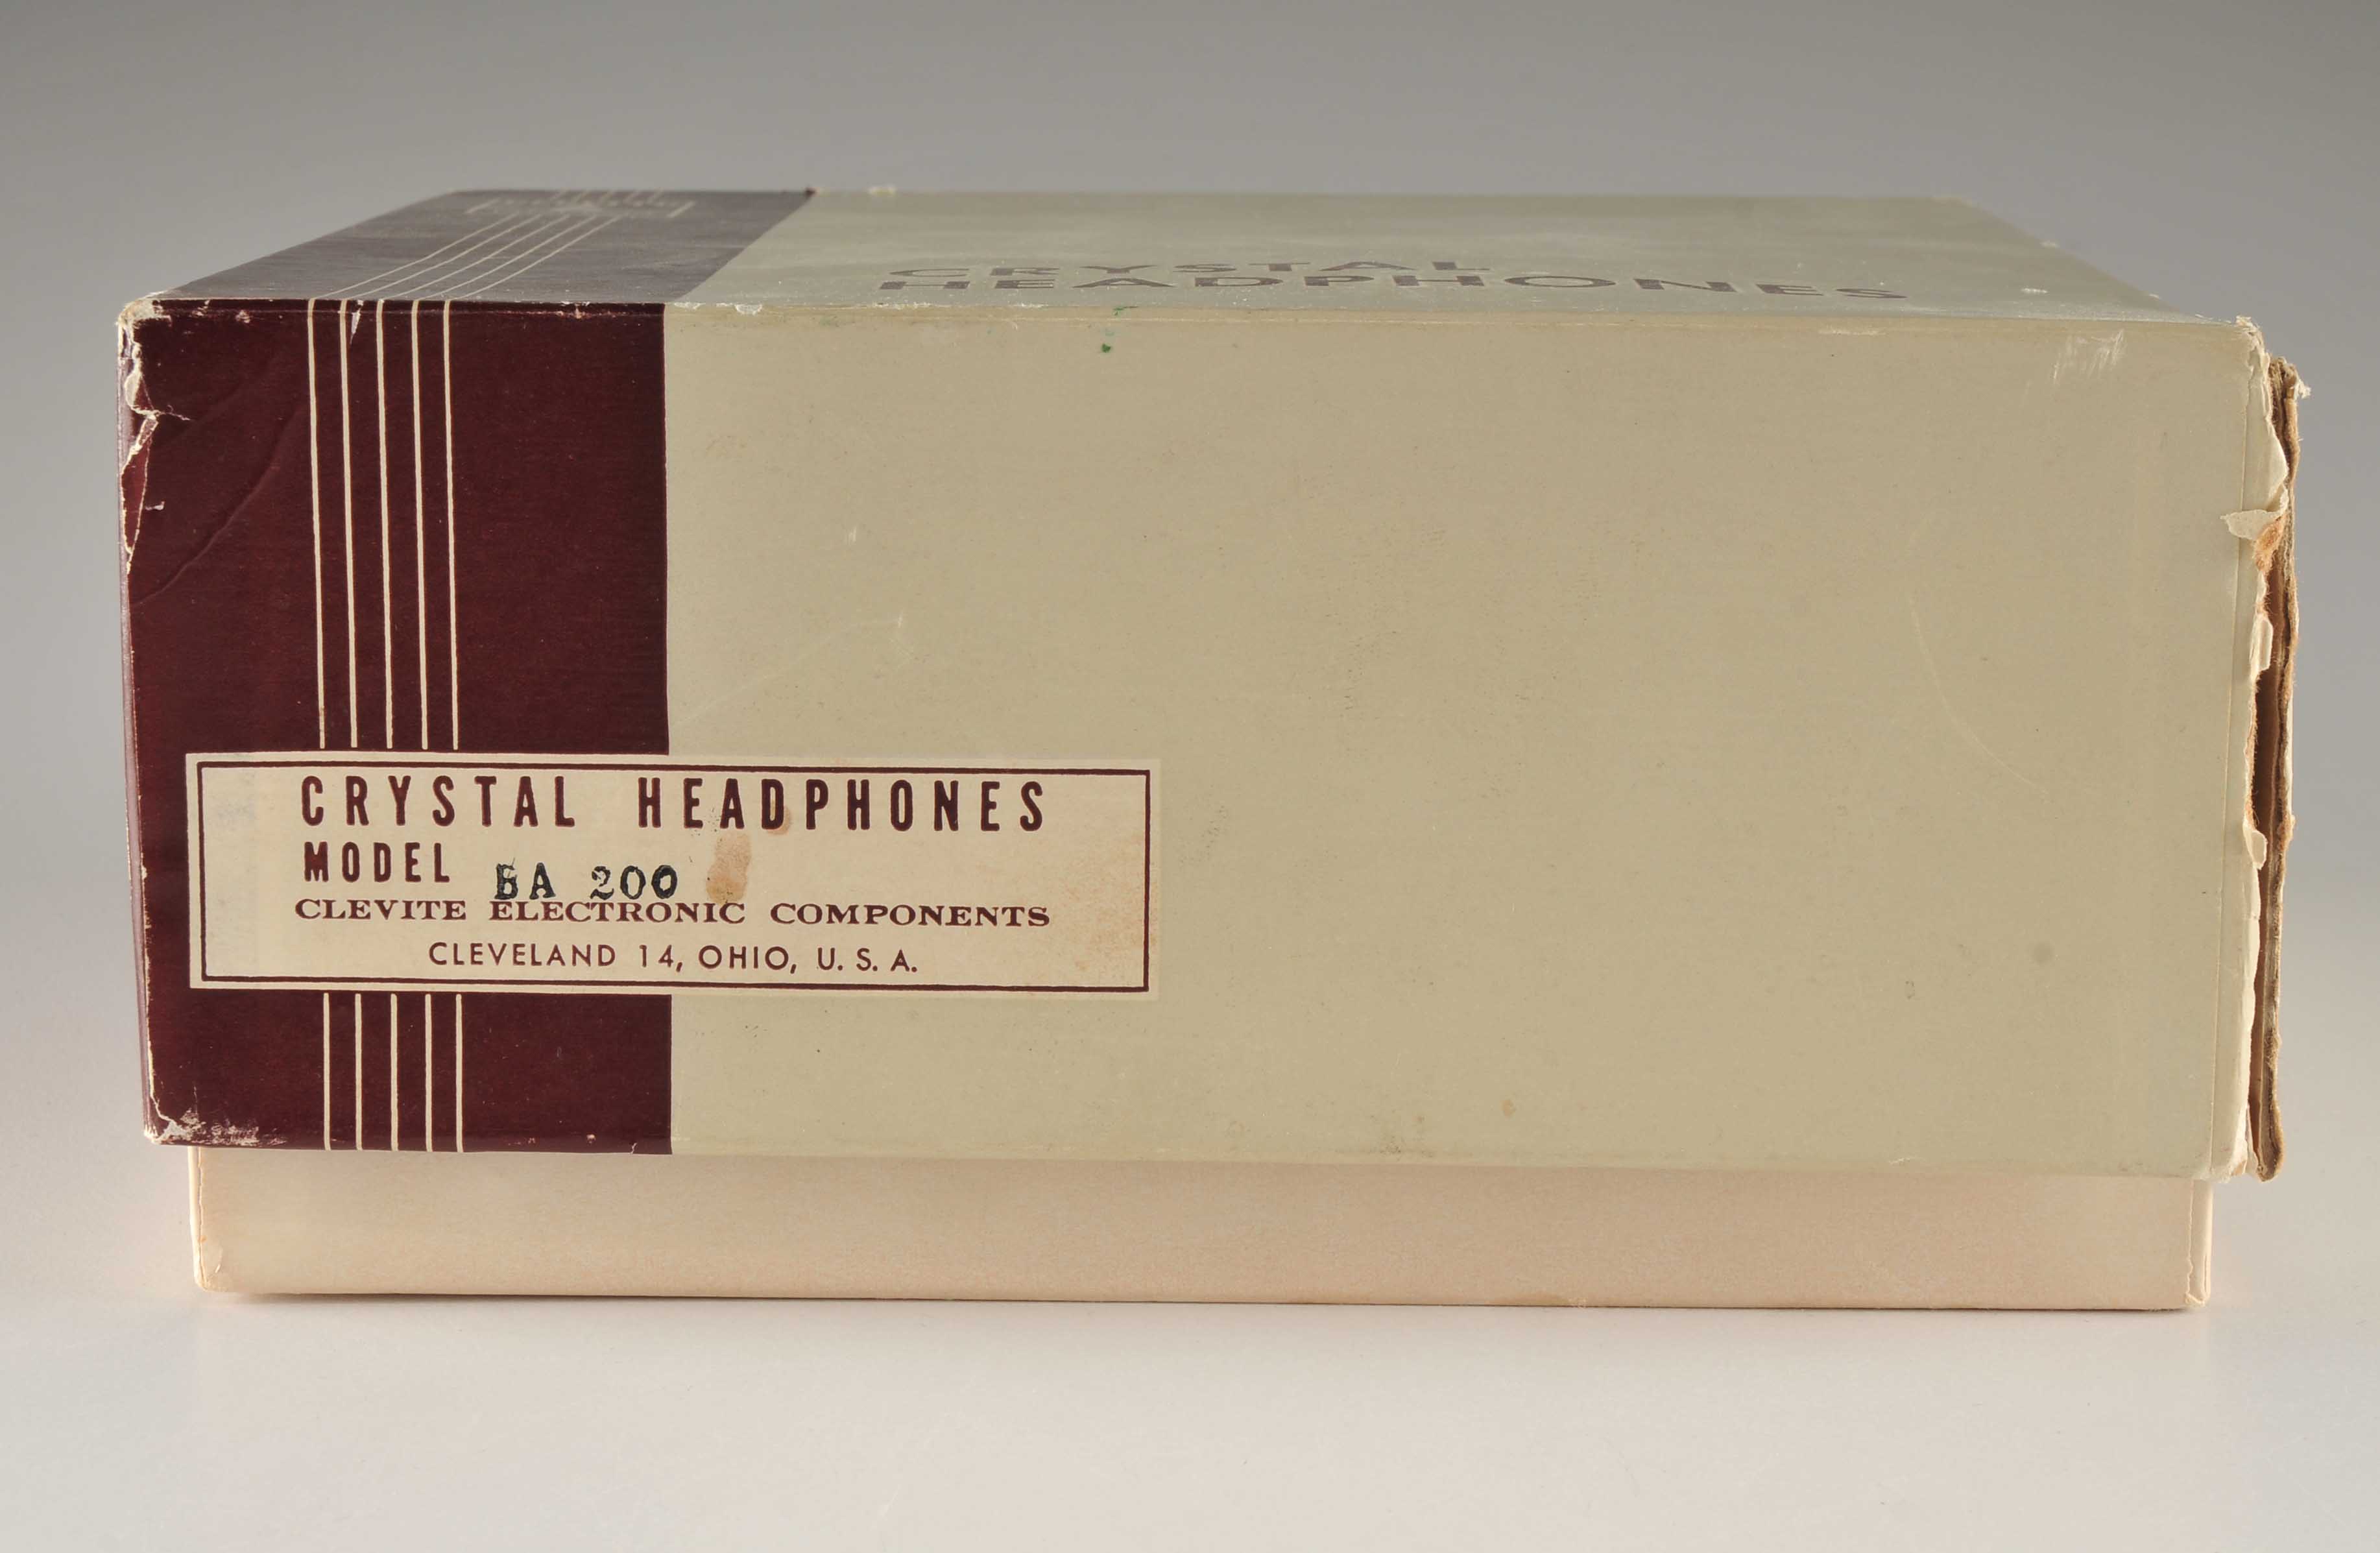 CRYSTAL
HEADPHONES
CRYSTAL HEADPHONES
MODEL BA 200
CLEVITE ELECTRONIC COMPONENTS
CLEVELAND 14, OHIO, U. S. A.